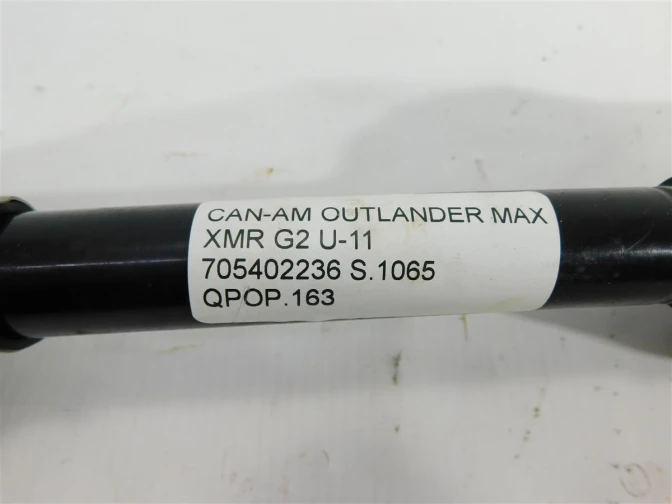 CAN-AM OUTLANDER MAX
XMR G2 U-11
705402236 S.1065
QPOP.163